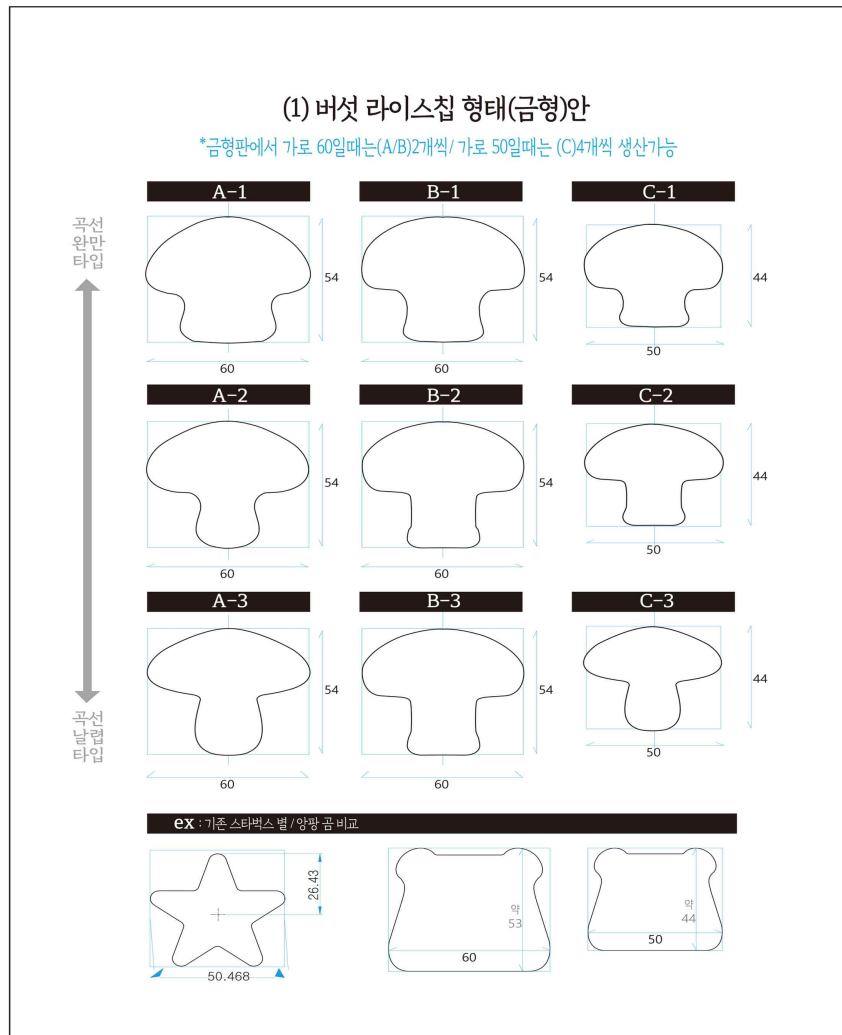 (1) 버섯 라이스칩 형태(금형)안
*금형판에서 가로 60일때는(A/B)2개씩/ 가로 50일때는 (C)4개씩 생산가능
A-1
B-1
C-1
곡선
완만
타입
54
54
44
60
60
50
A-2
B-2
C-2
54
54
44
60
60
50
A-3
B-3
C-3
54
54
44
60
60
50
곡선
날렵
타입
ex : 기존 스타벅스 별 / 앙팡 곰 비교
26.43
50.468
약
53
60
약
44
50